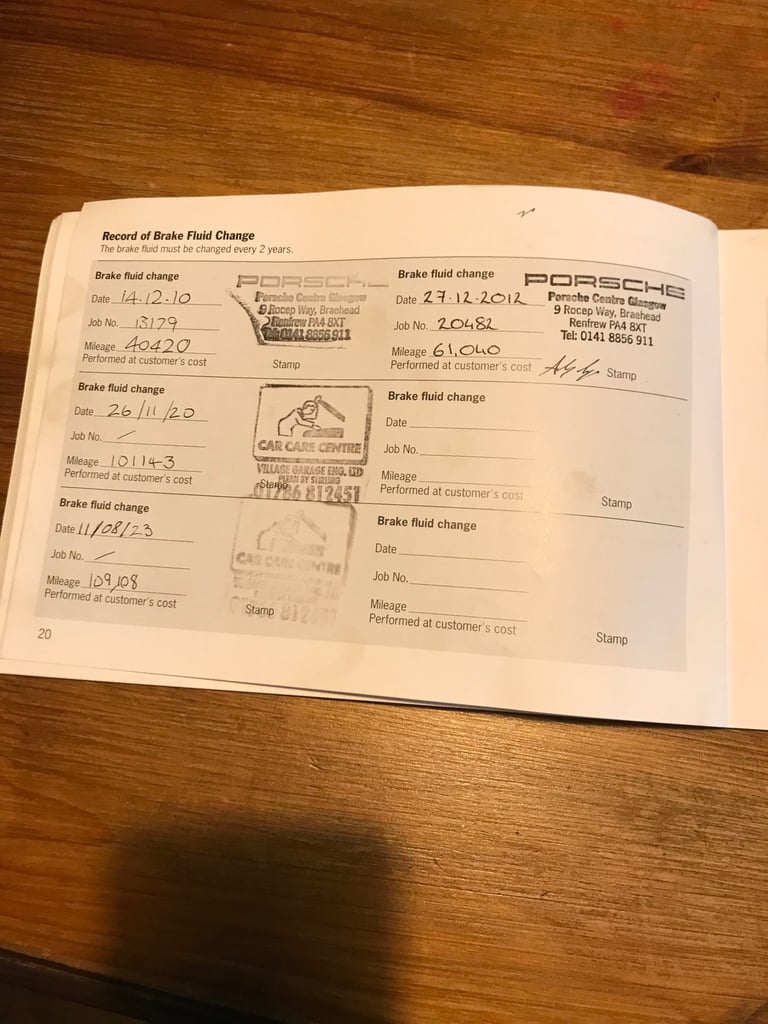 Record of Brake Fluid Change
The brake fluid must be changed every 2 years.
Brake fluid change
Date 14.12.10
Job No. 13179
Mileage 40420
Performed at customer's cost
PORSCHE
Porsche Centre Glasgow
9 Rocep Way, Braehead
Renfrew PA4 8XT
Tel: 0141 8856 911
Stamp
Brake fluid change
Date 27.12.2012
Job No. 20482
Mileage 61,040
Performed at customer's cost
PORSCHE
Porsche Centre Glasgow
9 Rocep Way, Braehead
Renfrew PA4 8XT
Tel: 0141 8856 911
Stamp
Brake fluid change
Date 26/11/20
Job No. /
Mileage 101143
Performed at customer's cost
CAR CARE CENTRE
VILLAGE GARAGE ENG. LTD
PLEAN BY STIRLING
Stamp
01786 812451
Brake fluid change
Date
Job No.
Mileage
Performed at customer's cost
Stamp
Brake fluid change
Date 11/08/23
Job No. /
Mileage 109,108
Performed at customer's cost
CAR CARE CENTRE
Stamp
Brake fluid change
Date
Job No.
Mileage
Performed at customer's cost
Stamp
20